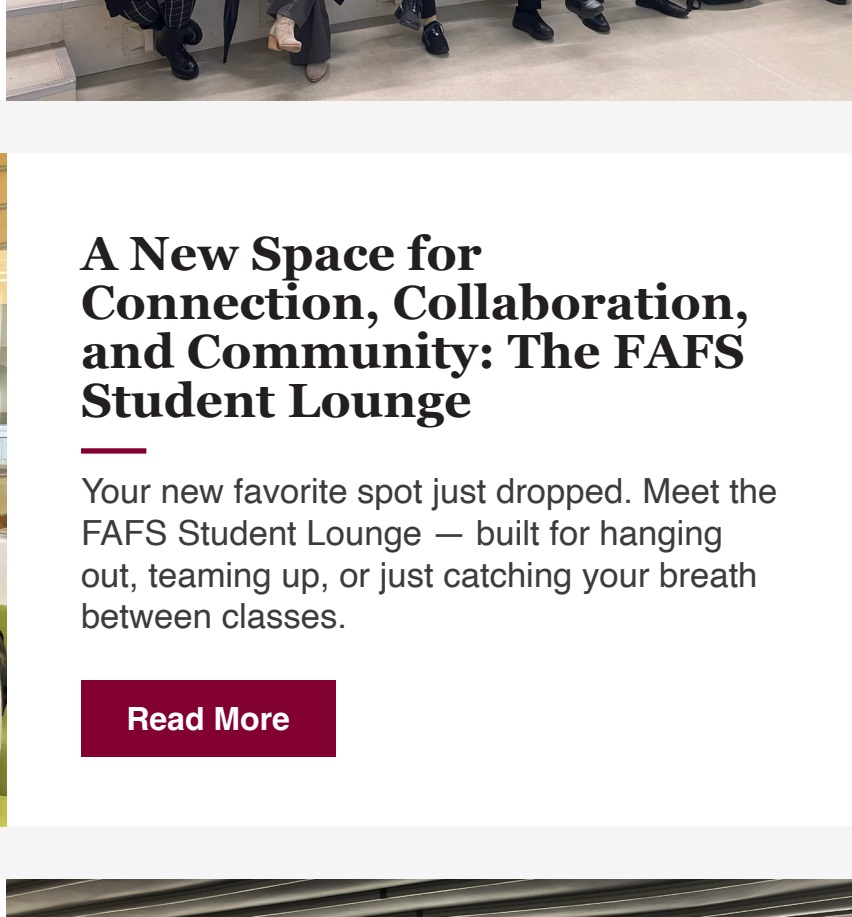 A New Space for
Connection, Collaboration,
and Community: The FAFS
Student Lounge
Your new favorite spot just dropped. Meet the
FAFS Student Lounge — built for hanging
out, teaming up, or just catching your breath
between classes.
Read More